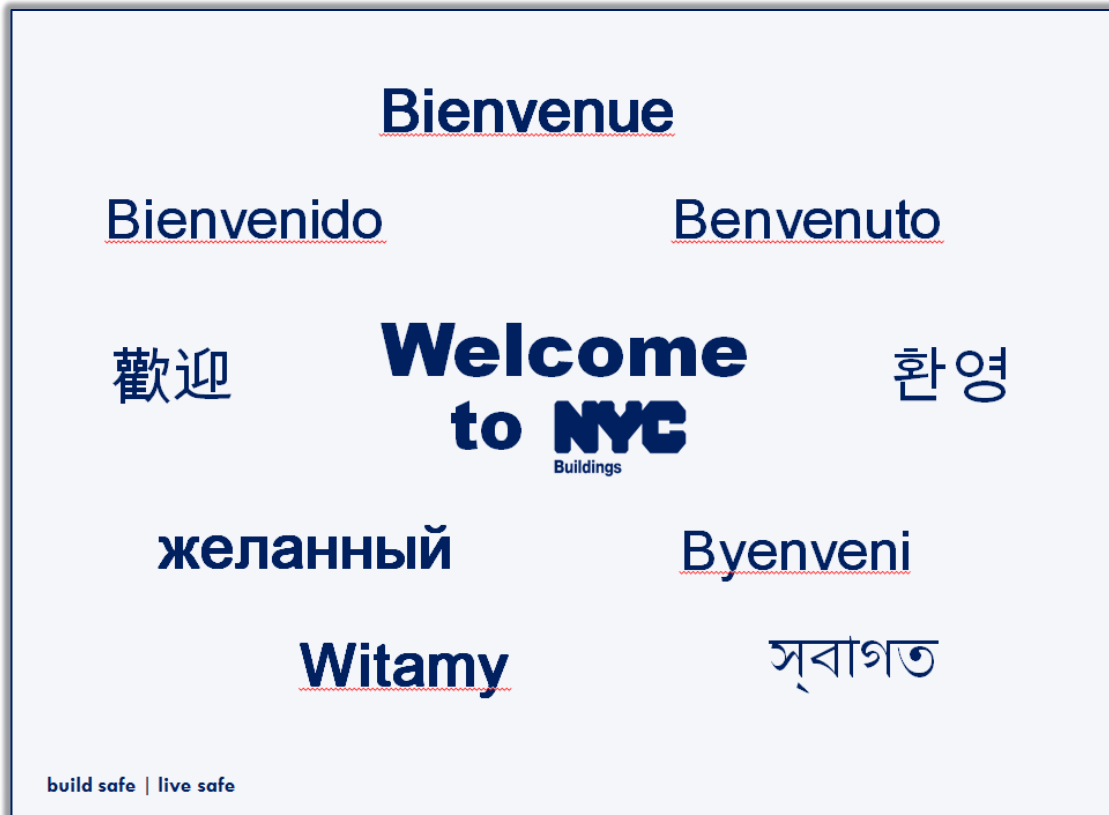 Bienvenue
Bienvenido
Benvenuto
歡迎
Welcome
환영
to NYC
Buildings
желанный
Byenveni
Witamy
স্বাগত
build safe | live safe